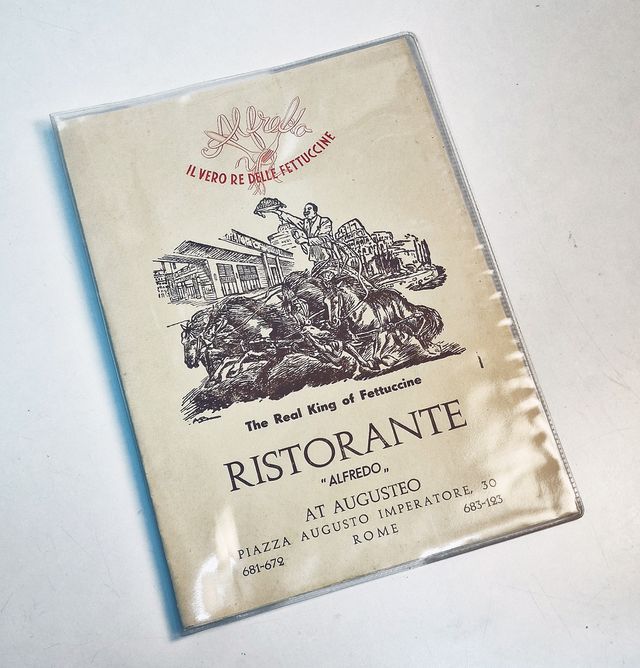 Alfredo
IL VERO RE DELLE FETTUCCINE
The Real King of Fettuccine
RISTORANTE
"ALFREDO„
AT AUGUSTEO
PIAZZA AUGUSTO IMPERATORE, 30
681-672 ROME 683-123